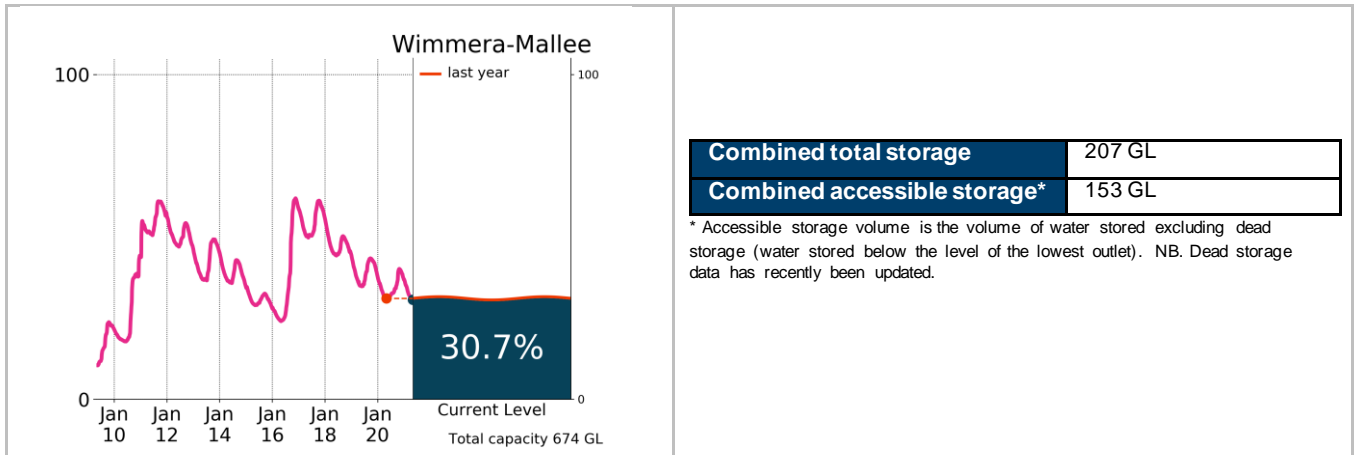 Wimmera-Mallee
last year
100
100
30.7%
0
0
Jan Jan Jan Jan Jan Jan
10 12 14 16 18 20
Current Level
Total capacity 674 GL
Combined total storage 207 GL
Combined accessible storage* 153 GL
* Accessible storage volume is the volume of water stored excluding dead
storage (water stored below the level of the lowest outlet). NB. Dead storage
data has recently been updated.